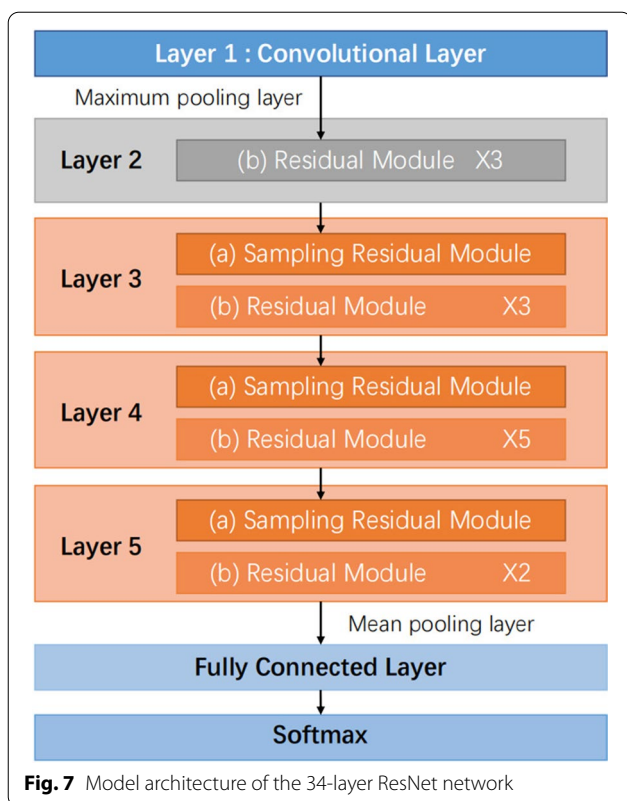 Layer 1 : Convolutional Layer
Maximum pooling layer
Layer 2
(b) Residual Module X3
Layer 3
(a) Sampling Residual Module
(b) Residual Module X3
Layer 4
(a) Sampling Residual Module
(b) Residual Module X5
Layer 5
(a) Sampling Residual Module
(b) Residual Module X2
Mean pooling layer
Fully Connected Layer
Softmax
Fig. 7 Model architecture of the 34-layer ResNet network